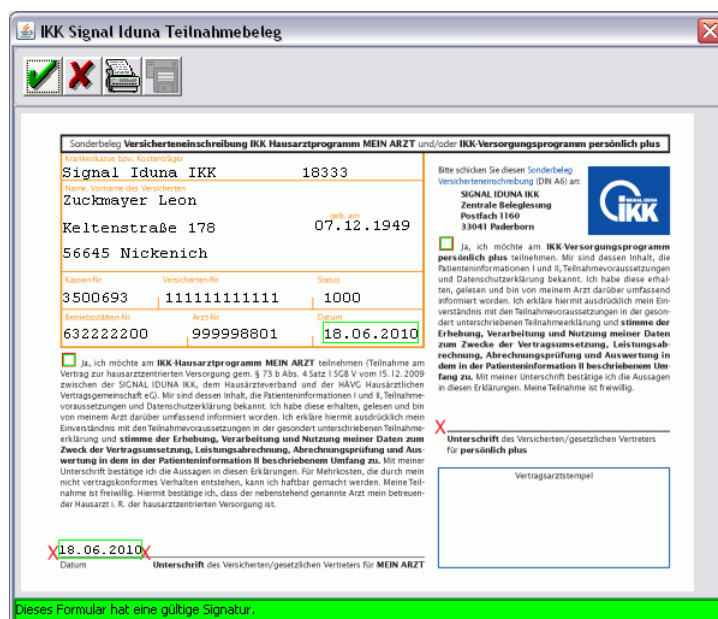 IKK Signal Iduna Teilnahmebeleg
Sonderbeleg Versicherteneinschreibung IKK Hausarztprogramm MEIN ARZT und/oder IKK-Versorgungsprogramm persönlich plus
Krankenkasse bzw. Kostenträger
Signal Iduna IKK 18333
Name, Vorname des Versicherten
Zuckmayer Leon
geb. am
Keltenstraße 178 07.12.1949
56645 Nickenich
Kassen-Nr. Versicherten-Nr. Status
3500693 111111111111 1000
Betriebsstätten-Nr. Arzt-Nr. Datum
632222200 999998801 18.06.2010
Ja, ich möchte am IKK-Hausarztprogramm MEIN ARZT teilnehmen (Teilnahme am
Vertrag zur hausarztzentrierten Versorgung gem. § 73 b Abs. 4 Satz 1 SGB V vom 15.12.2009
zwischen der SIGNAL IDUNA IKK, dem Hausärzteverband und der HÄVG Hausärztlichen
Vertragsgemeinschaft eG). Mir sind dessen Inhalt, die Patienteninformationen I und II, Teilnahme-
voraussetzungen und Datenschutzerklärung bekannt. Ich habe diese erhalten, gelesen und bin
von meinem Arzt darüber umfassend informiert worden. Ich erkläre hiermit ausdrücklich mein
Einverständnis mit den Teilnahmevoraussetzungen in der gesondert unterschriebenen Teilnahme-
erklärung und stimme der Erhebung, Verarbeitung und Nutzung meiner Daten zum
Zweck der Vertragsumsetzung, Leistungsabrechnung, Abrechnungsprüfung und Aus-
wertung in dem in der Patienteninformation II beschriebenem Umfang zu. Mit meiner
Unterschrift bestätige ich die Aussagen in diesen Erklärungen. Für Mehrkosten, die durch mein
nicht vertragskonformes Verhalten entstehen, kann ich haftbar gemacht werden. Meine Teil-
nahme ist freiwillig. Hiermit bestätige ich, dass der nebenstehend genannte Arzt mein betreuen-
der Hausarzt i. R. der hausarztzentrierten Versorgung ist.
X 18.06.2010 X
Datum Unterschrift des Versicherten/gesetzlichen Vertreters für MEIN ARZT
Bitte schicken Sie diesen Sonderbeleg
Versicherteneinschreibung (DIN A6) an:
SIGNAL IDUNA IKK
Zentrale Beleglesung
Postfach 1160
33041 Paderborn
SIGNAL IDUNA
IKK
Ja, ich möchte am IKK-Versorgungsprogramm
persönlich plus teilnehmen. Mir sind dessen Inhalt, die
Patienteninformationen I und II, Teilnahmevoraussetzungen
und Datenschutzerklärung bekannt. Ich habe diese erhal-
ten, gelesen und bin von meinem Arzt darüber umfassend
informiert worden. Ich erkläre hiermit ausdrücklich mein Ein-
verständnis mit den Teilnahmevoraussetzungen in der geson-
dert unterschriebenen Teilnahmeerklärung und stimme der
Erhebung, Verarbeitung und Nutzung meiner Daten
zum Zwecke der Vertragsumsetzung, Leistungsab-
rechnung, Abrechnungsprüfung und Auswertung in
dem in der Patienteninformation II beschriebenem Um-
fang zu. Mit meiner Unterschrift bestätige ich die Aussagen
in diesen Erklärungen. Meine Teilnahme ist freiwillig.
X
Unterschrift des Versicherten/gesetzlichen Vertreters
für persönlich plus
Vertragsarztstempel
Dieses Formular hat eine gültige Signatur.